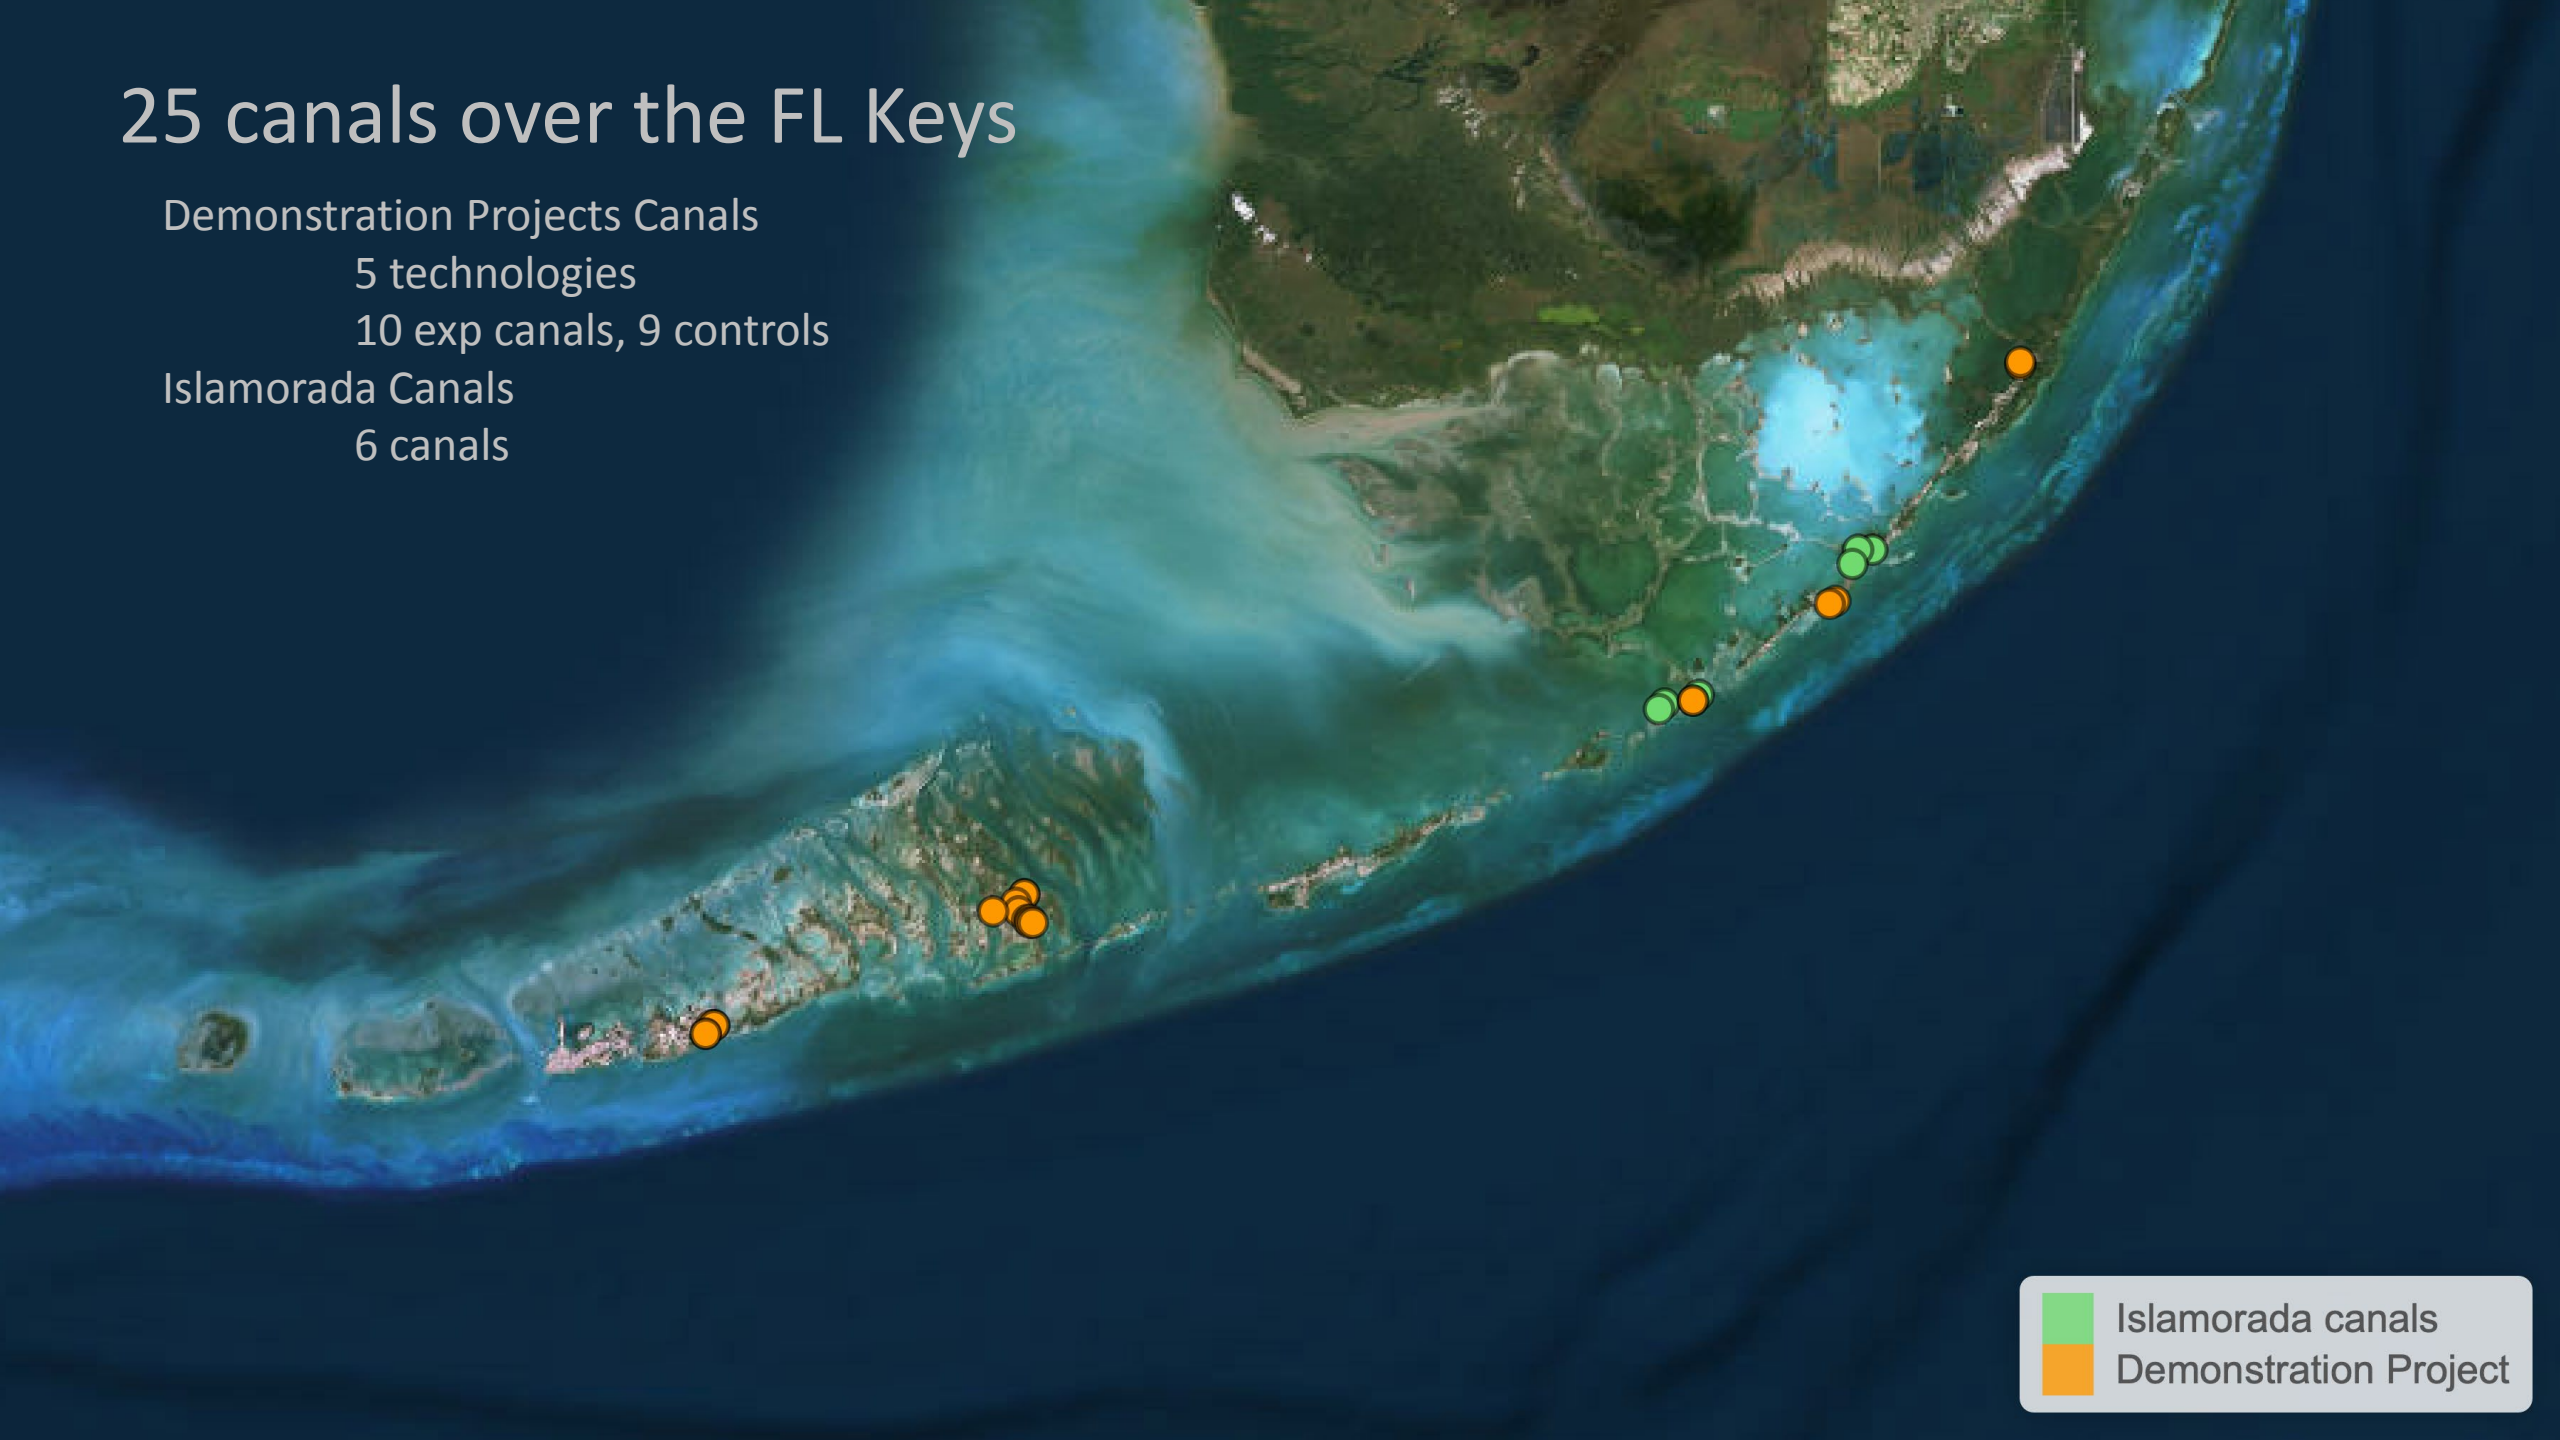 25 canals over the FL Keys
Demonstration Projects Canals
5 technologies
10 exp canals, 9 controls
Islamorada Canals
6 canals
Islamorada canals
Demonstration Project